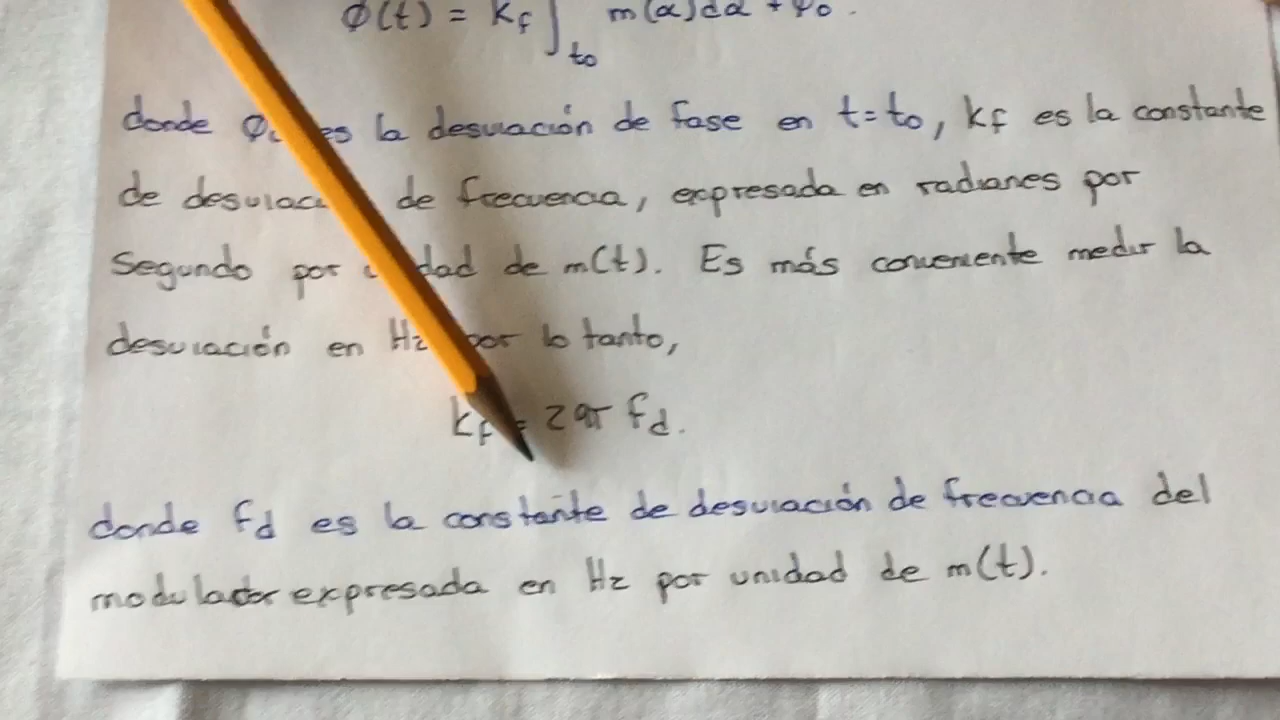 ϕ(t) = kf ∫to m(α)dα + φo.
donde ϕ es la desviación de fase en t=to, kf es la constante
de de frecuencia, expresada en radianes por
Segundo por de m(t). Es más conveniente medir la
desviación en Hz por lo tanto,
kf = 2π fd.
donde fd es la constante de desviación de frecuencia del
modulador expresada en Hz por unidad de m(t).